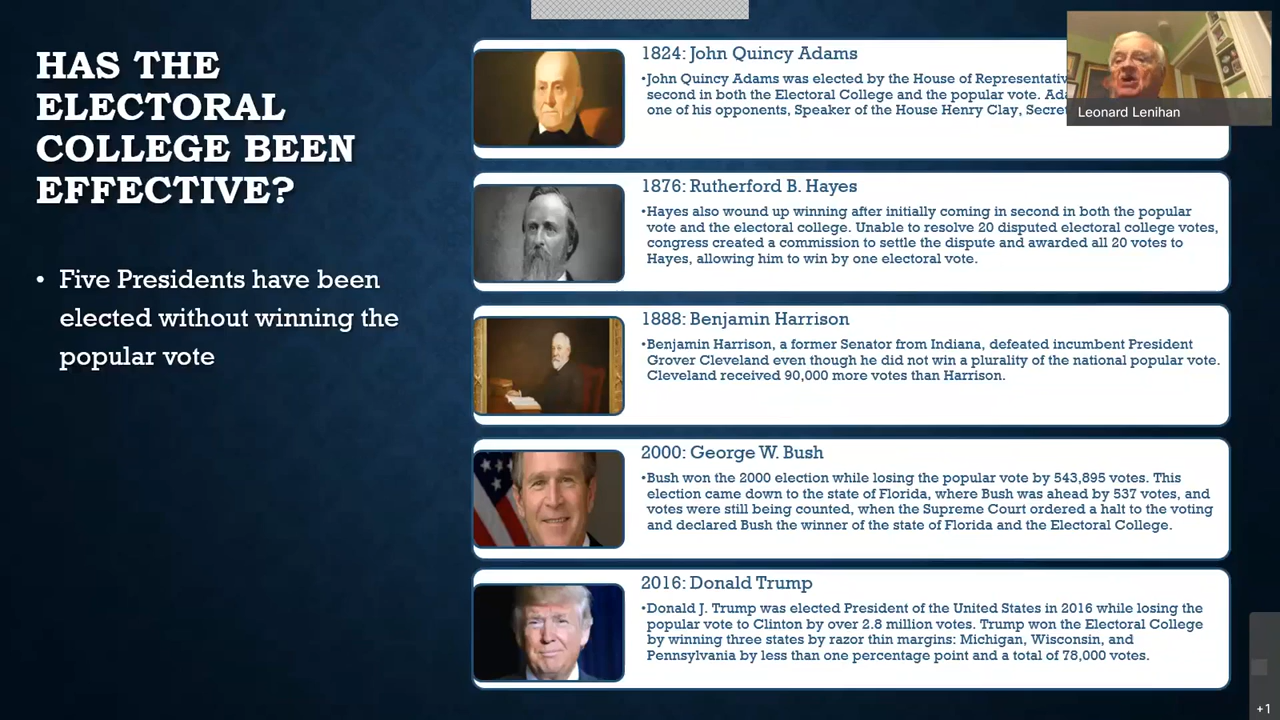 HAS THE
ELECTORAL
COLLEGE BEEN
EFFECTIVE?
• Five Presidents have been
elected without winning the
popular vote
1824: John Quincy Adams
•John Quincy Adams was elected by the House of
second in both the Electoral College and the popular vote.
one of his opponents, Speaker of the House Henry Clay,
1876: Rutherford B. Hayes
•Hayes also wound up winning after initially coming in second in both the popular
vote and the electoral college. Unable to resolve 20 disputed electoral college votes,
congress created a commission to settle the dispute and awarded all 20 votes to
Hayes, allowing him to win by one electoral vote.
1888: Benjamin Harrison
•Benjamin Harrison, a former Senator from Indiana, defeated incumbent President
Grover Cleveland even though he did not win a plurality of the national popular vote.
Cleveland received 90,000 more votes than Harrison.
2000: George W. Bush
•Bush won the 2000 election while losing the popular vote by 543,895 votes. This
election came down to the state of Florida, where Bush was ahead by 537 votes, and
votes were still being counted, when the Supreme Court ordered a halt to the voting
and declared Bush the winner of the state of Florida and the Electoral College.
2016: Donald Trump
•Donald J. Trump was elected President of the United States in 2016 while losing the
popular vote to Clinton by over 2.8 million votes. Trump won the Electoral College
by winning three states by razor thin margins: Michigan, Wisconsin, and
Pennsylvania by less than one percentage point and a total of 78,000 votes.
Leonard Lenihan
+1